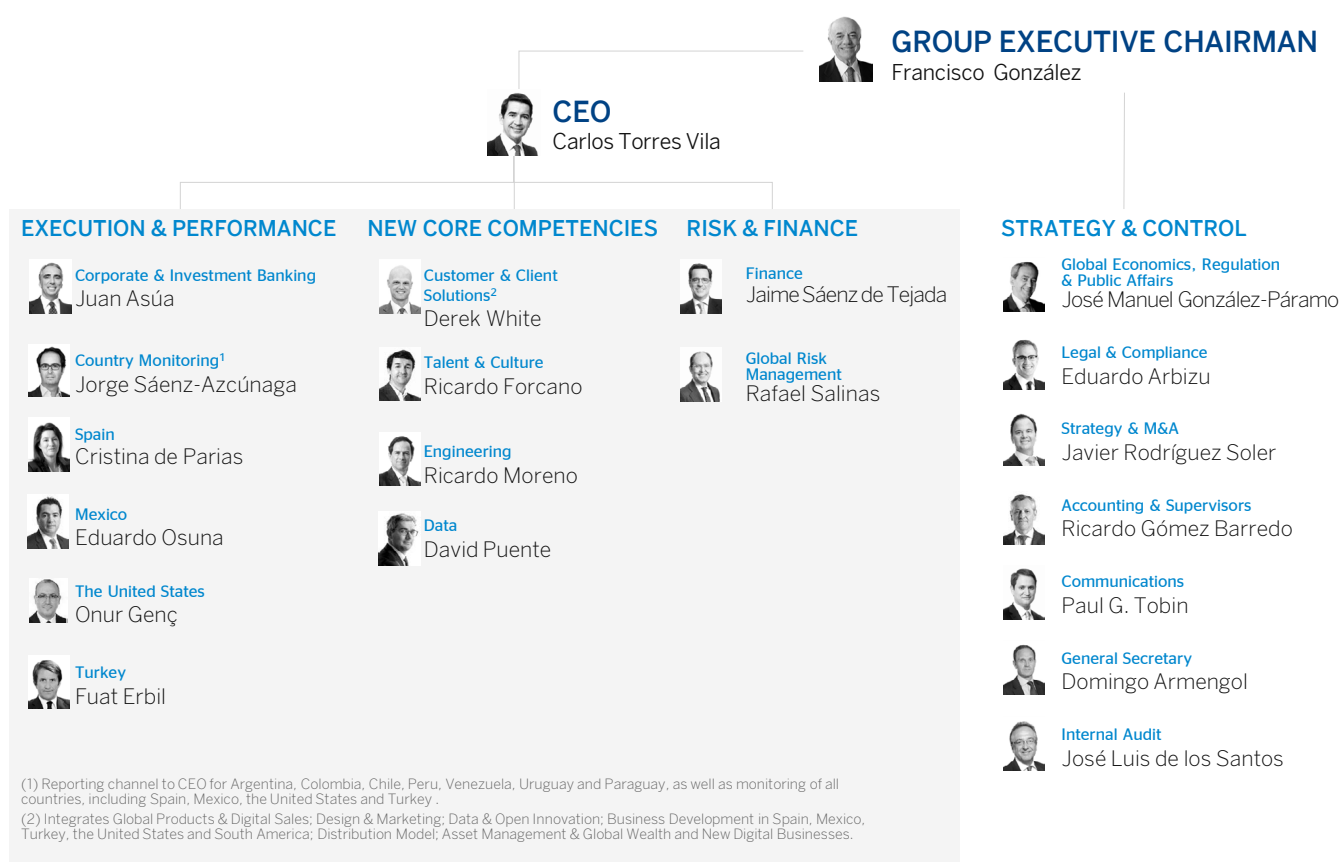 GROUP EXECUTIVE CHAIRMAN
Francisco González
CEO
Carlos Torres Vila
EXECUTION & PERFORMANCE
Corporate & Investment Banking
Juan Asúa
Country Monitoring¹
Jorge Sáenz-Azcúnaga
Spain
Cristina de Parias
Mexico
Eduardo Osuna
The United States
Onur Genç
Turkey
Fuat Erbil
NEW CORE COMPETENCIES
Customer & Client
Solutions²
Derek White
Talent & Culture
Ricardo Forcano
Engineering
Ricardo Moreno
Data
David Puente
RISK & FINANCE
Finance
Jaime Sáenz de Tejada
Global Risk
Management
Rafael Salinas
STRATEGY & CONTROL
Global Economics, Regulation
& Public Affairs
José Manuel González-Páramo
Legal & Compliance
Eduardo Arbizu
Strategy & M&A
Javier Rodríguez Soler
Accounting & Supervisors
Ricardo Gómez Barredo
Communications
Paul G. Tobin
General Secretary
Domingo Armengol
Internal Audit
José Luis de los Santos
(1) Reporting channel to CEO for Argentina, Colombia, Chile, Peru, Venezuela, Uruguay and Paraguay, as well as monitoring of all
countries, including Spain, Mexico, the United States and Turkey .
(2) Integrates Global Products & Digital Sales; Design & Marketing; Data & Open Innovation; Business Development in Spain, Mexico,
Turkey, the United States and South America; Distribution Model; Asset Management & Global Wealth and New Digital Businesses.